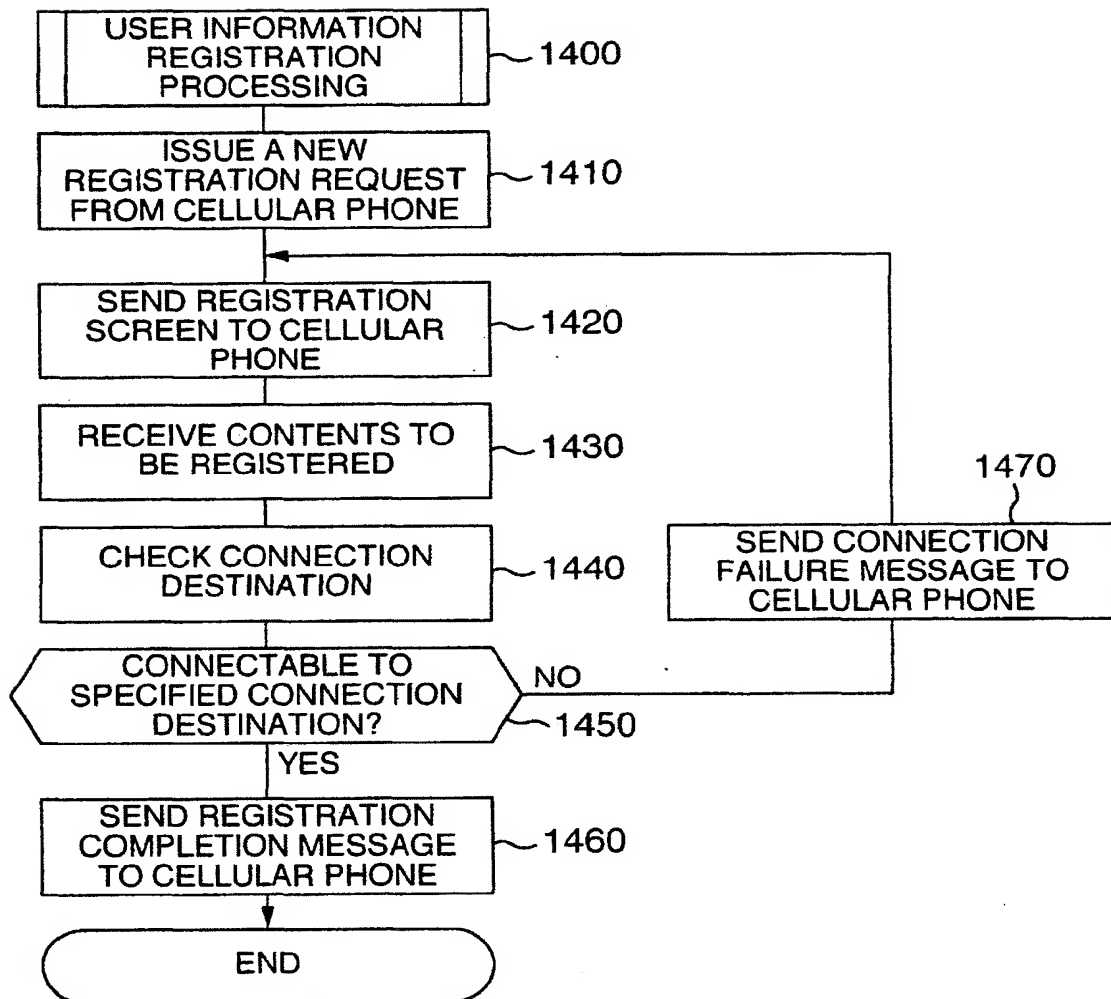 USER INFORMATION
REGISTRATION
PROCESSING
1400
ISSUE A NEW
REGISTRATION REQUEST
FROM CELLULAR PHONE
1410
SEND REGISTRATION
SCREEN TO CELLULAR
PHONE
1420
RECEIVE CONTENTS TO
BE REGISTERED
1430
CHECK CONNECTION
DESTINATION
1440
1470
SEND CONNECTION
FAILURE MESSAGE TO
CELLULAR PHONE
CONNECTABLE TO
SPECIFIED CONNECTION
DESTINATION?
NO
1450
YES
SEND REGISTRATION
COMPLETION MESSAGE
TO CELLULAR PHONE
1460
END